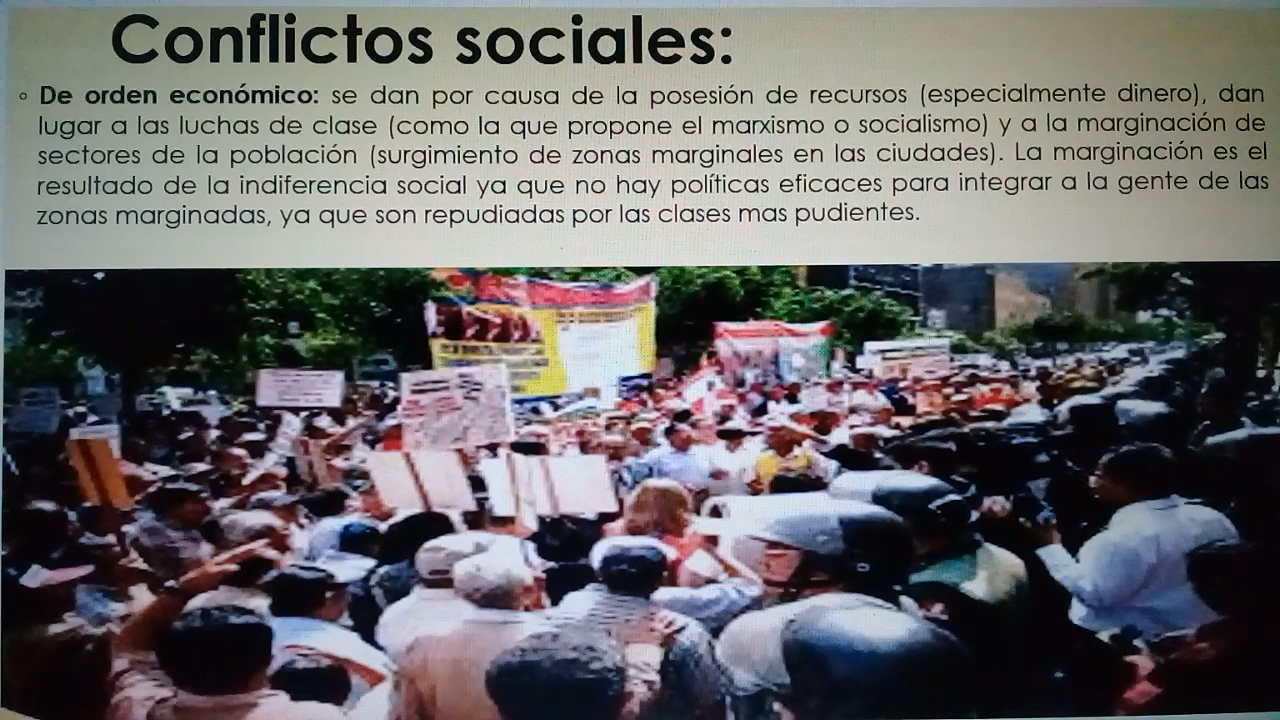 Conflictos sociales:
◦ De orden económico: se dan por causa de la posesión de recursos (especialmente dinero), dan
lugar a las luchas de clase (como la que propone el marxismo o socialismo) y a la marginación de
sectores de la población (surgimiento de zonas marginales en las ciudades). La marginación es el
resultado de la indiferencia social ya que no hay políticas eficaces para integrar a la gente de las
zonas marginadas, ya que son repudiadas por las clases mas pudientes.